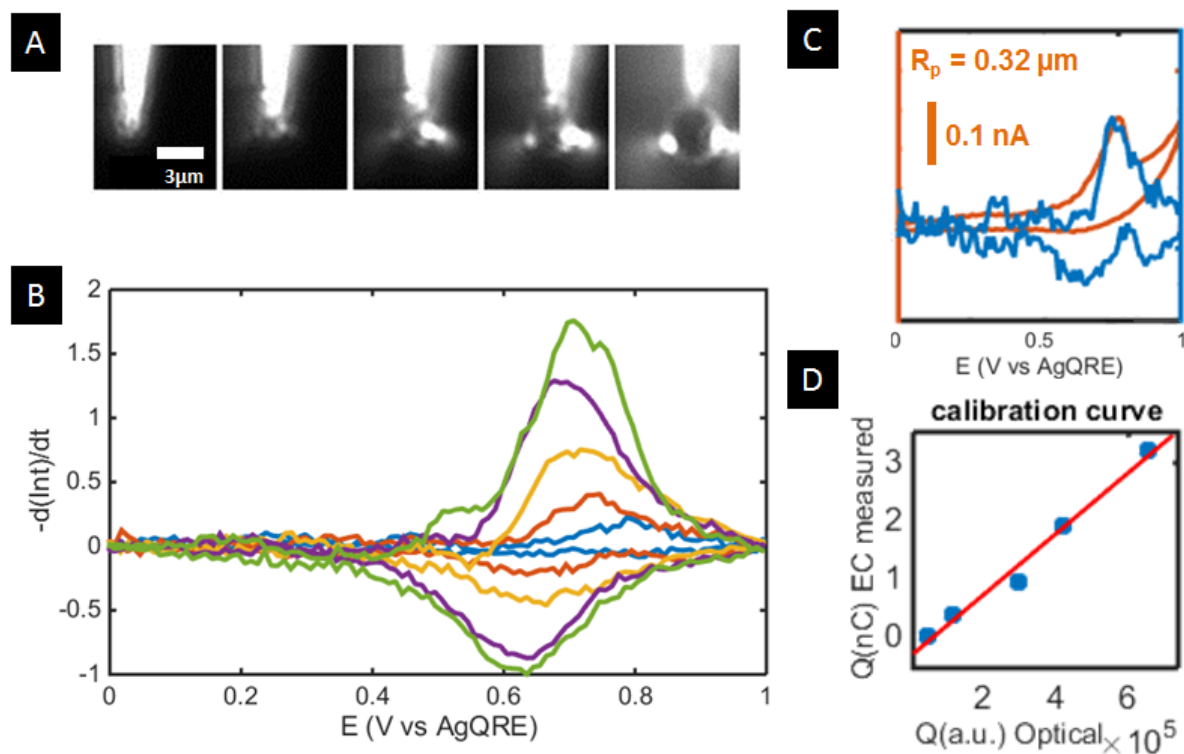 A
3μm
B
2
1.5
1
0.5
0
-0.5
-1
-d(Int)/dt
0
0.2
0.4
0.6
0.8
1
E (V vs AgQRE)
C
Rp = 0.32 μm
0.1 nA
0
0.5
1
E (V vs AgQRE)
D
calibration curve
Q(nC) EC measured
3
2
1
0
2
4
6
Q(a.u.) Optical × 10⁵